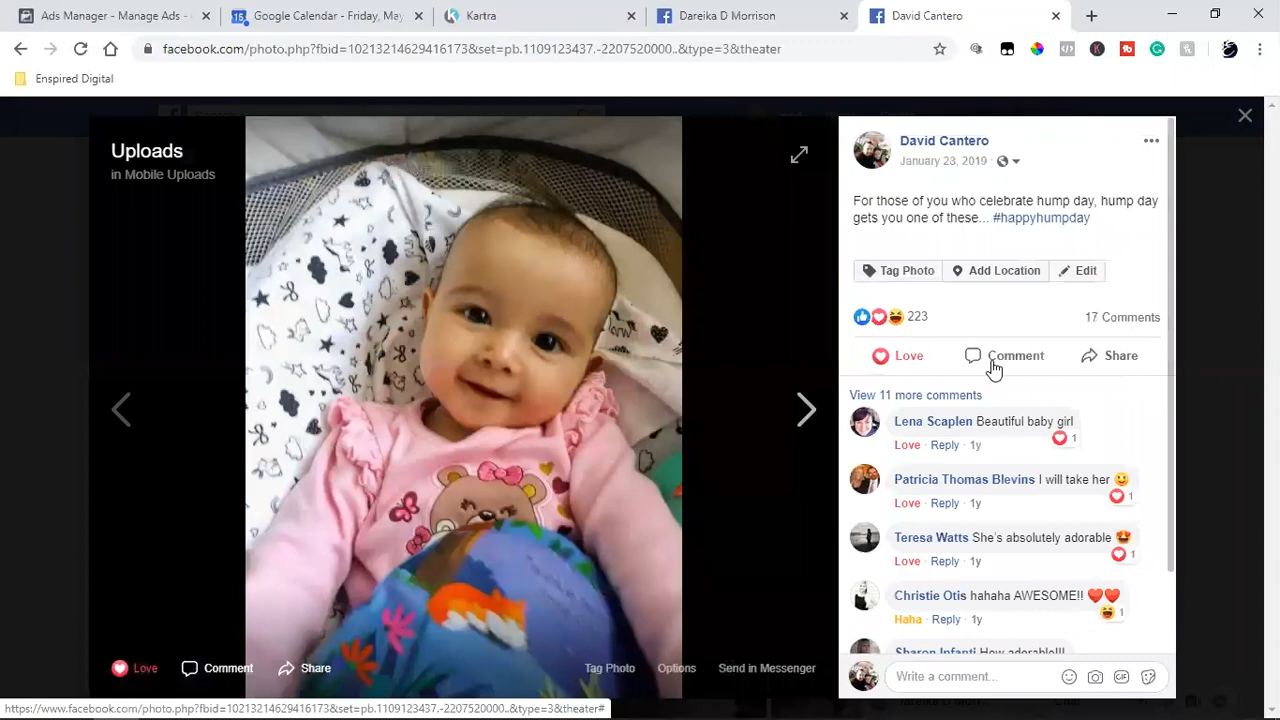 Ads Manager - Manage Ads -
Google Calendar - Friday, May
Kartra
Dareika D Morrison
David Cantero
facebook.com/photo.php?fbid=10213214629416173&set=pb.1109123437.-2207520000..&type=3&theater
Enspired Digital
Uploads
in Mobile Uploads
David Cantero
January 23, 2019
For those of you who celebrate hump day, hump day
gets you one of these... #happyhumpday
Tag Photo
Add Location
Edit
223
17 Comments
Love
Comment
Share
View 11 more comments
Lena Scaplen Beautiful baby girl
1
Love · Reply · 1y
Patricia Thomas Blevins I will take her
1
Love · Reply · 1y
Teresa Watts She's absolutely adorable
1
Love · Reply · 1y
Christie Otis hahaha AWESOME!!
1
Haha · Reply · 1y
Sharon Infanti How adorable!!!
Write a comment...
GIF
Love
Comment
Share
Tag Photo
Options
Send in Messenger
https://www.facebook.com/photo.php?fbid=10213214629416173&set=pb.1109123437.-2207520000..&type=3&theater#